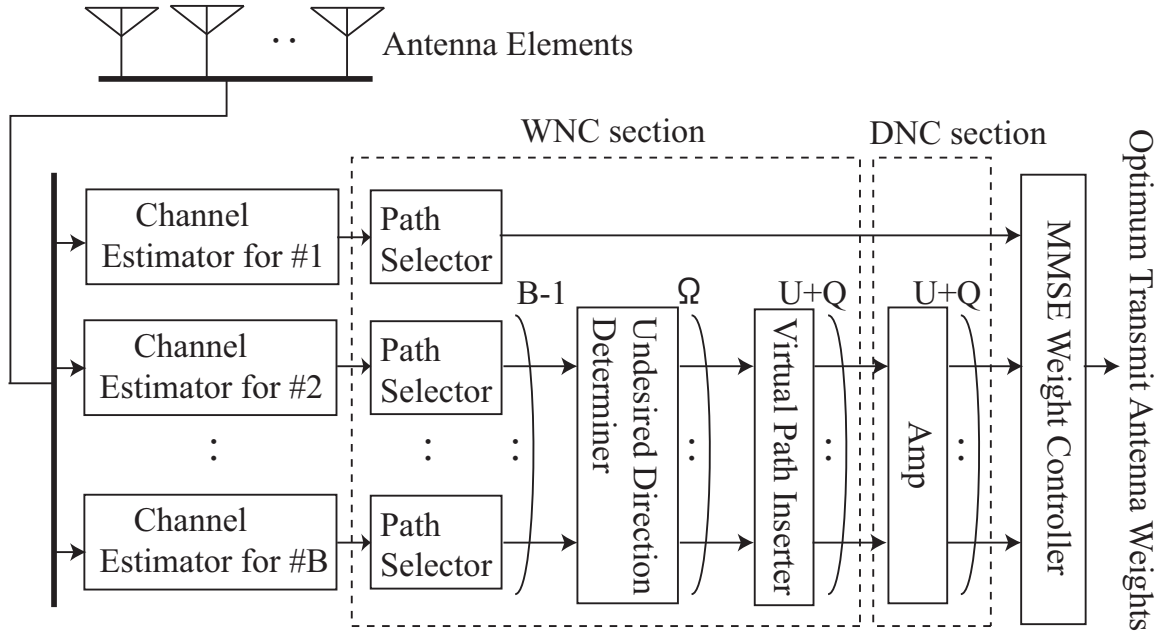 Antenna Elements
WNC section
DNC section
Channel
Estimator for #1
Path
Selector
B-1
Ω
U+Q
U+Q
Channel
Estimator for #2
Path
Selector
Undesired Direction
Determiner
Virtual Path Inserter
Amp
MMSE Weight Controller
Optimum Transmit Antenna Weights
Channel
Estimator for #B
Path
Selector